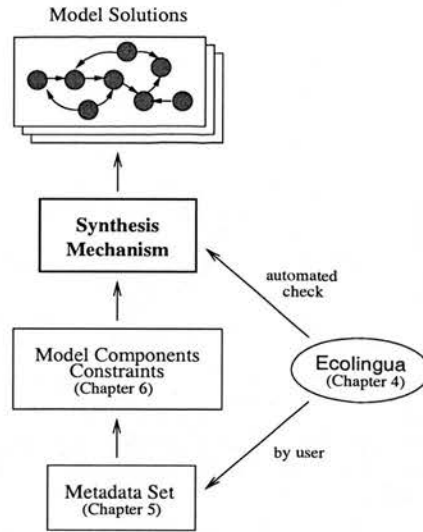 Model Solutions
Synthesis
Mechanism
automated
check
Model Components
Constraints
(Chapter 6)
Ecolingua
(Chapter 4)
by user
Metadata Set
(Chapter 5)